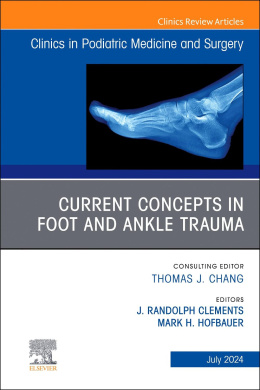 Clinics Review Articles
Clinics in Podiatric Medicine and Surgery
CURRENT CONCEPTS IN
FOOT AND ANKLE TRAUMA
CONSULTING EDITOR
THOMAS J. CHANG
EDITORS
J. RANDOLPH CLEMENTS
MARK H. HOFBAUER
ELSEVIER
July 2024